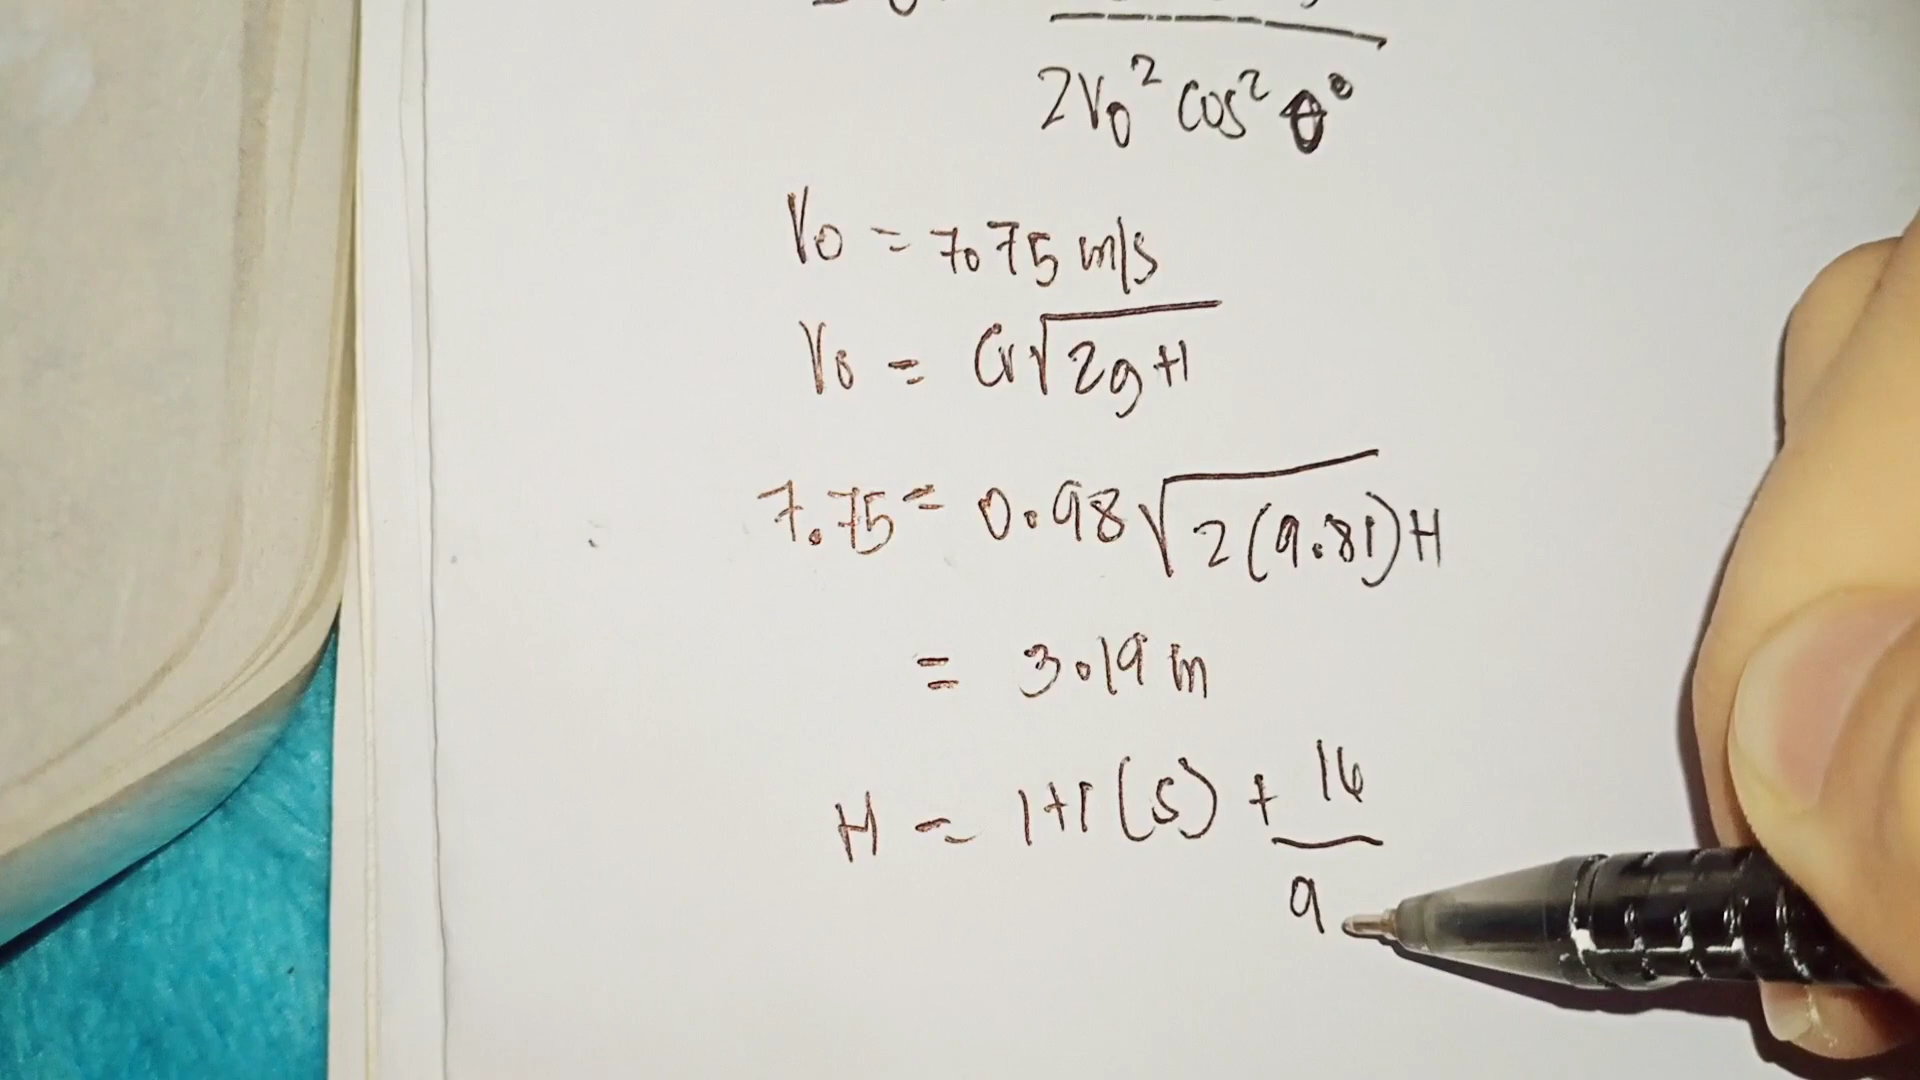 2V₀² cos² θ°
V₀ = 7.75 m/s
V₀ = Cv√2gH
7.75 = 0.98√2(9.81)H
= 3.19 m
H = 1+1(s) + 16/9.